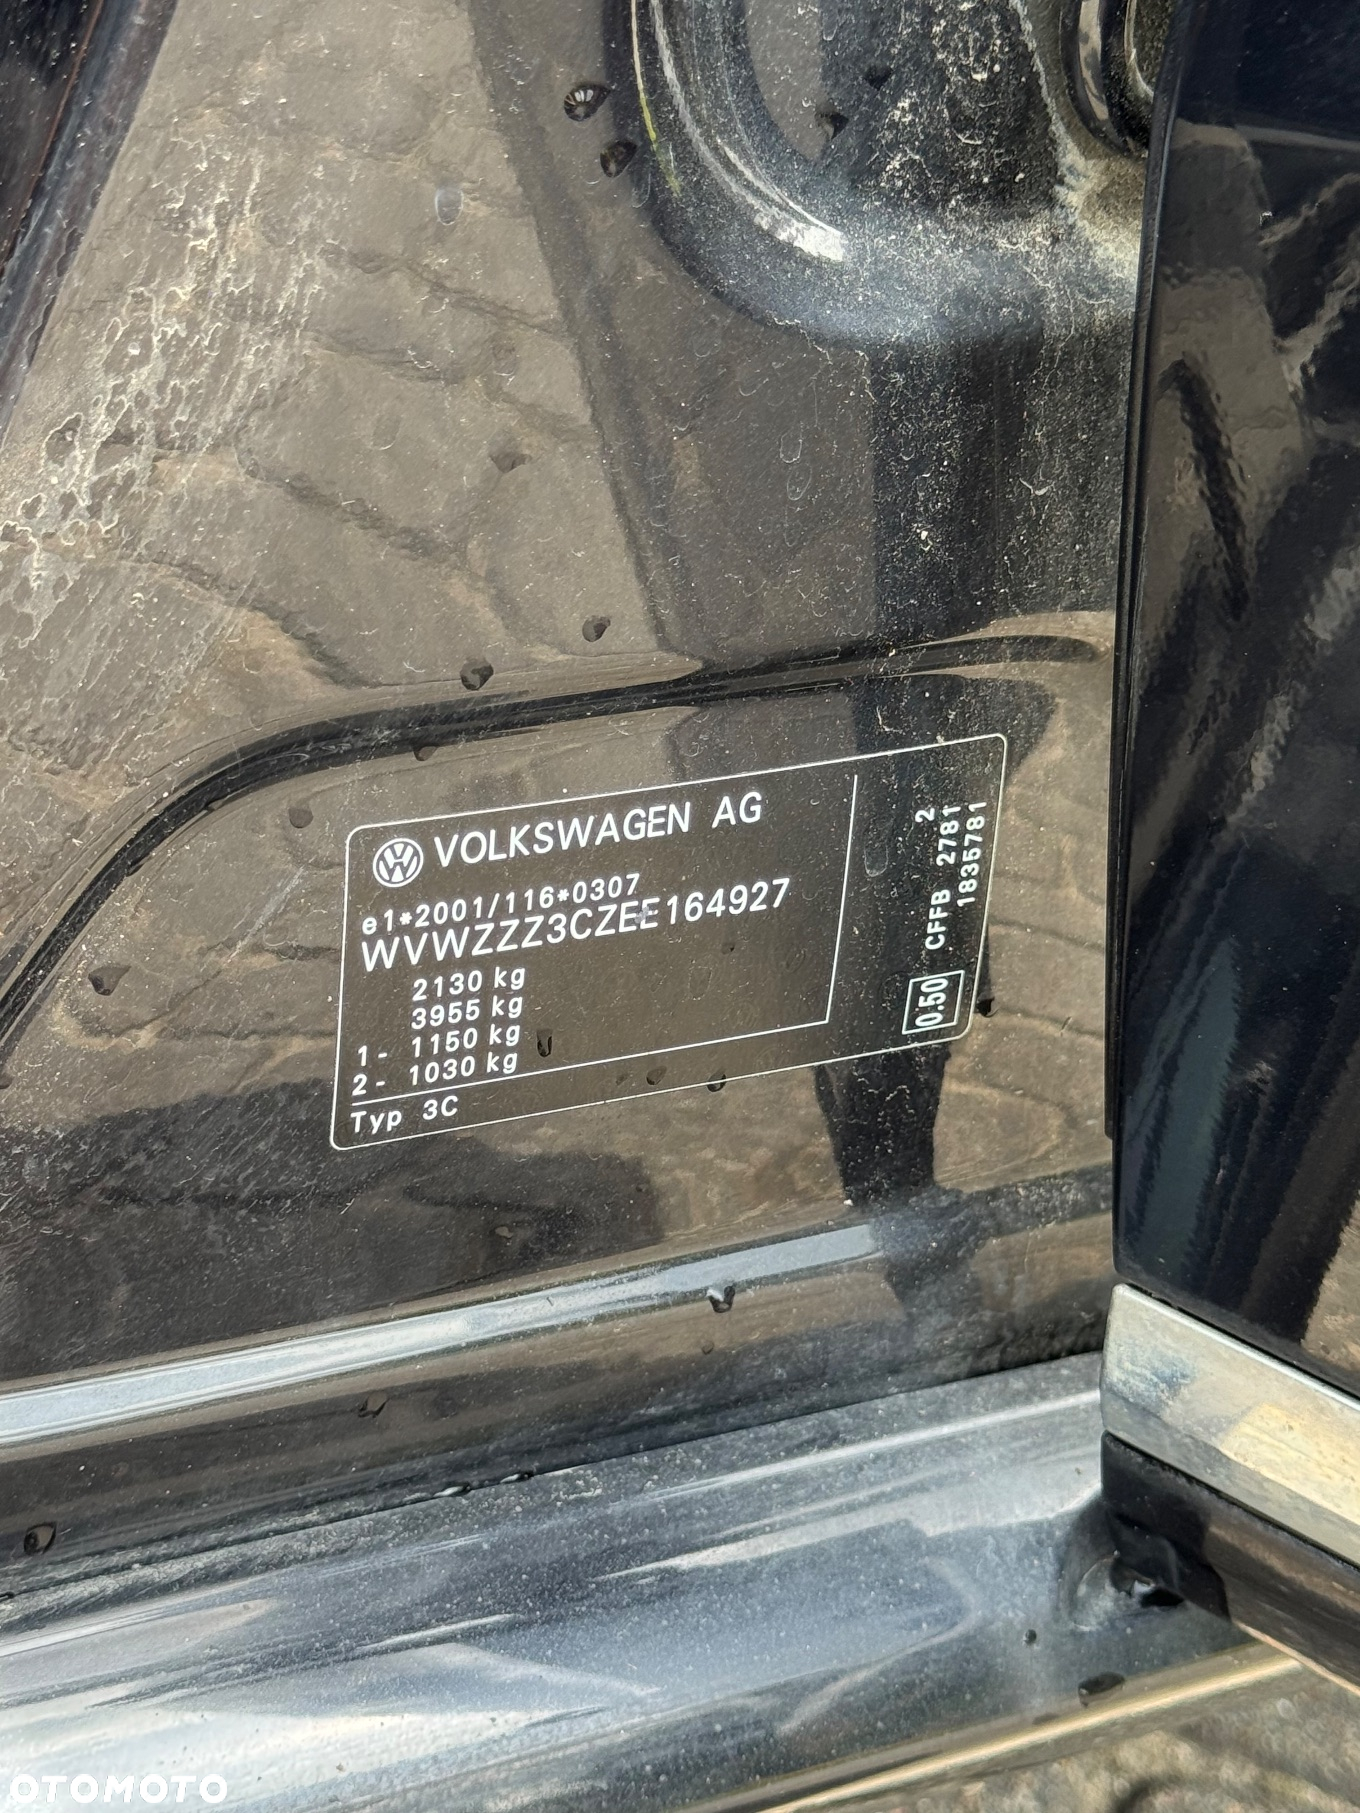 VOLKSWAGEN AG
e1*2001/116*0307
WVWZZZ3CZEE164927
2130 kg
3955 kg
1- 1150 kg
2- 1030 kg
Typ 3C
2
CFFB 2781
1835781
0.50
OTOMOTO